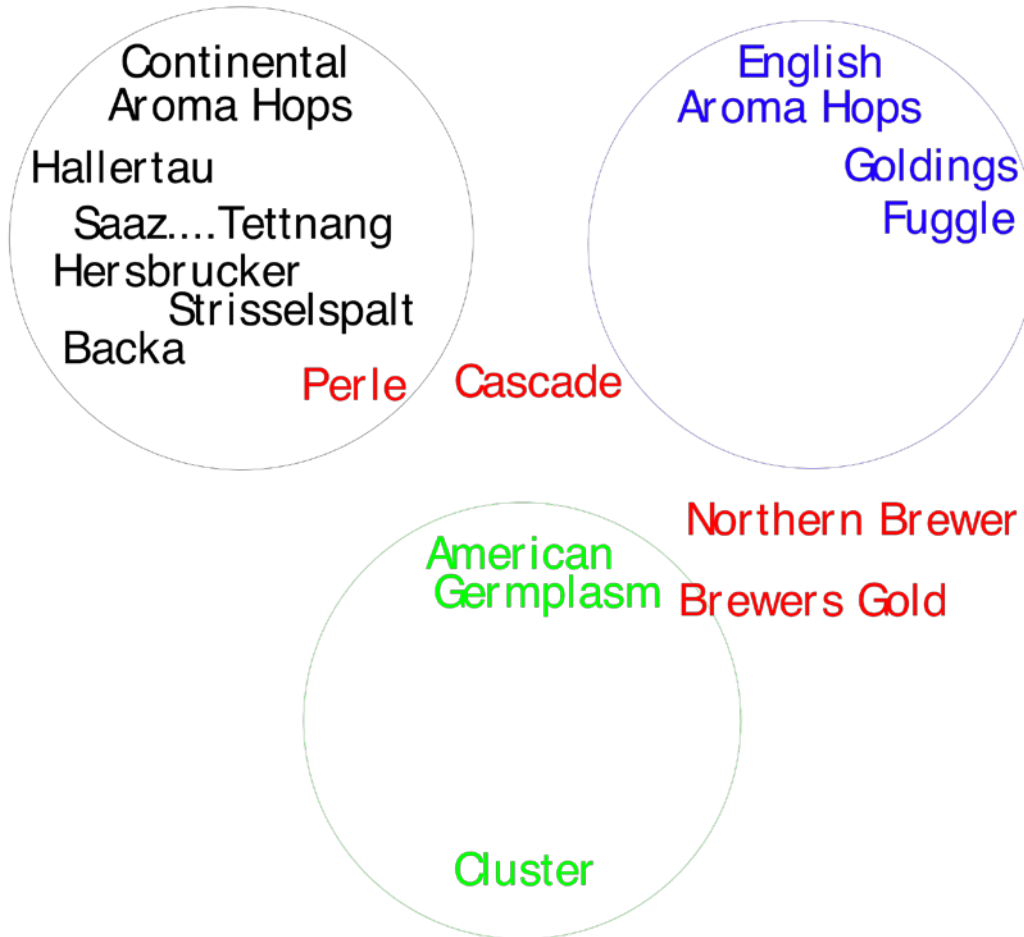 Continental
Aroma Hops
Hallertau
Saaz....Tettnang
Hersbrucker
Strisselspalt
Backa
Perle
Cascade
English
Aroma Hops
Goldings
Fuggle
Northern Brewer
Brewers Gold
American
Germplasm
Cluster